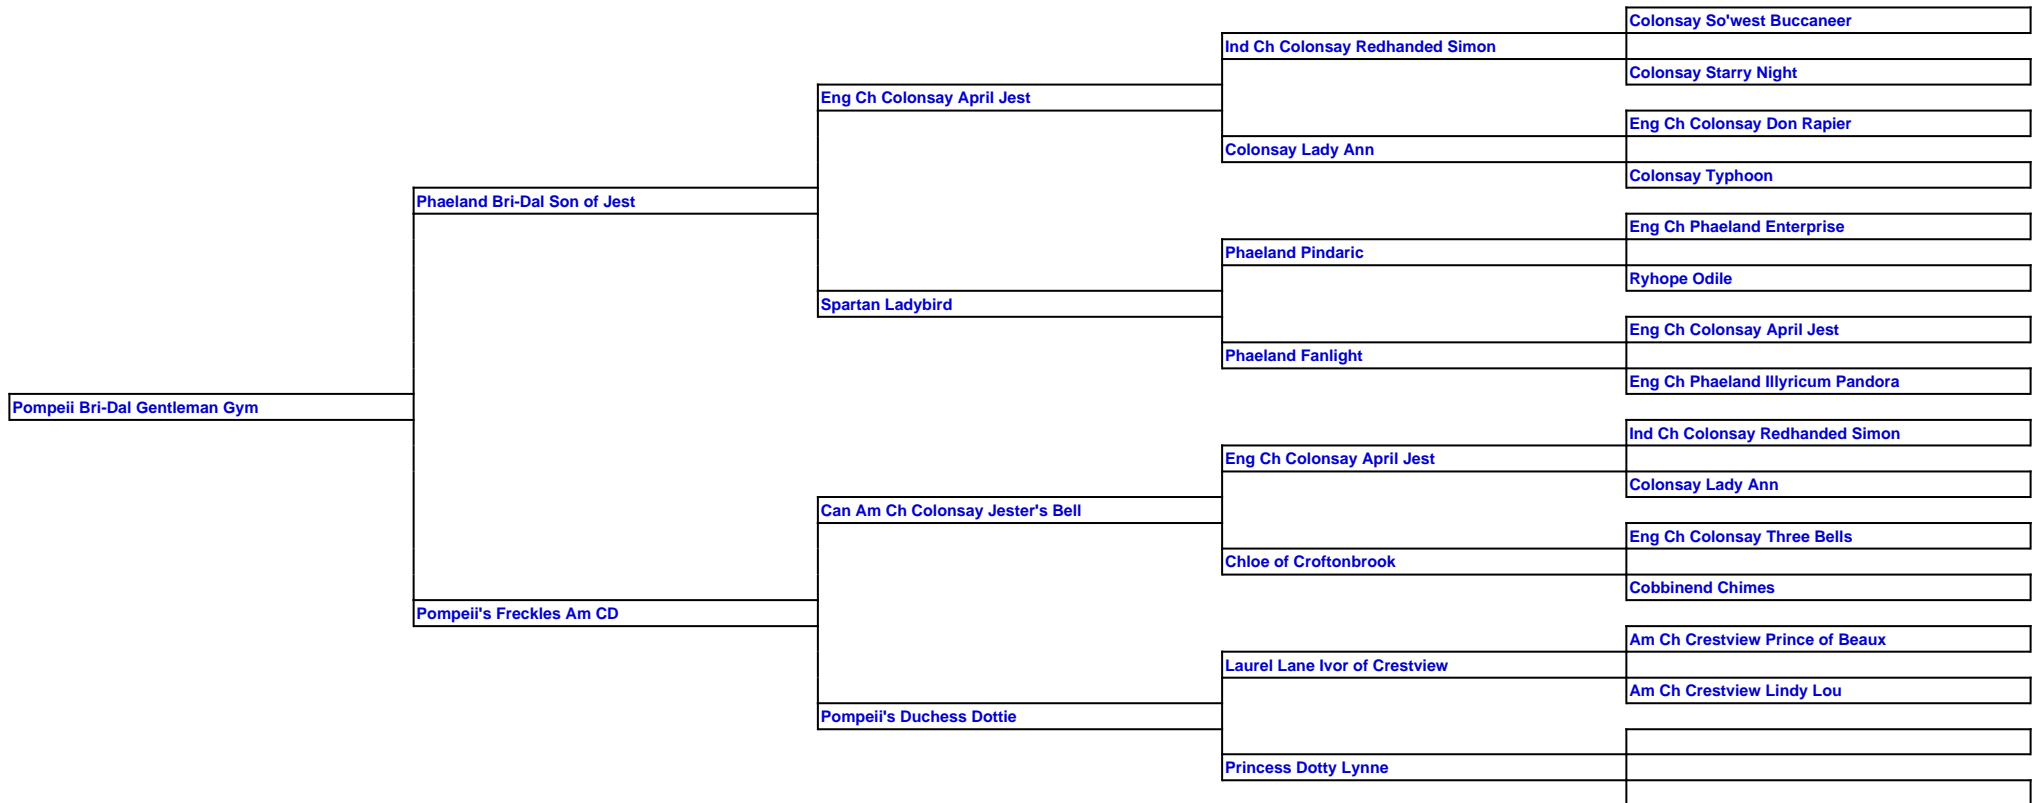 Colonsay So'west Buccaneer
Ind Ch Colonsay Redhanded Simon
Colonsay Starry Night
Eng Ch Colonsay April Jest
Eng Ch Colonsay Don Rapier
Colonsay Lady Ann
Colonsay Typhoon
Phaeland Bri-Dal Son of Jest
Eng Ch Phaeland Enterprise
Phaeland Pindaric
Ryhope Odile
Spartan Ladybird
Eng Ch Colonsay April Jest
Phaeland Fanlight
Eng Ch Phaeland Illyricum Pandora
Pompeii Bri-Dal Gentleman Gym
Ind Ch Colonsay Redhanded Simon
Eng Ch Colonsay April Jest
Colonsay Lady Ann
Can Am Ch Colonsay Jester's Bell
Eng Ch Colonsay Three Bells
Chloe of Croftonbrook
Cobbinend Chimes
Pompeii's Freckles Am CD
Am Ch Crestview Prince of Beaux
Laurel Lane Ivor of Crestview
Am Ch Crestview Lindy Lou
Pompeii's Duchess Dottie
Princess Dotty Lynne